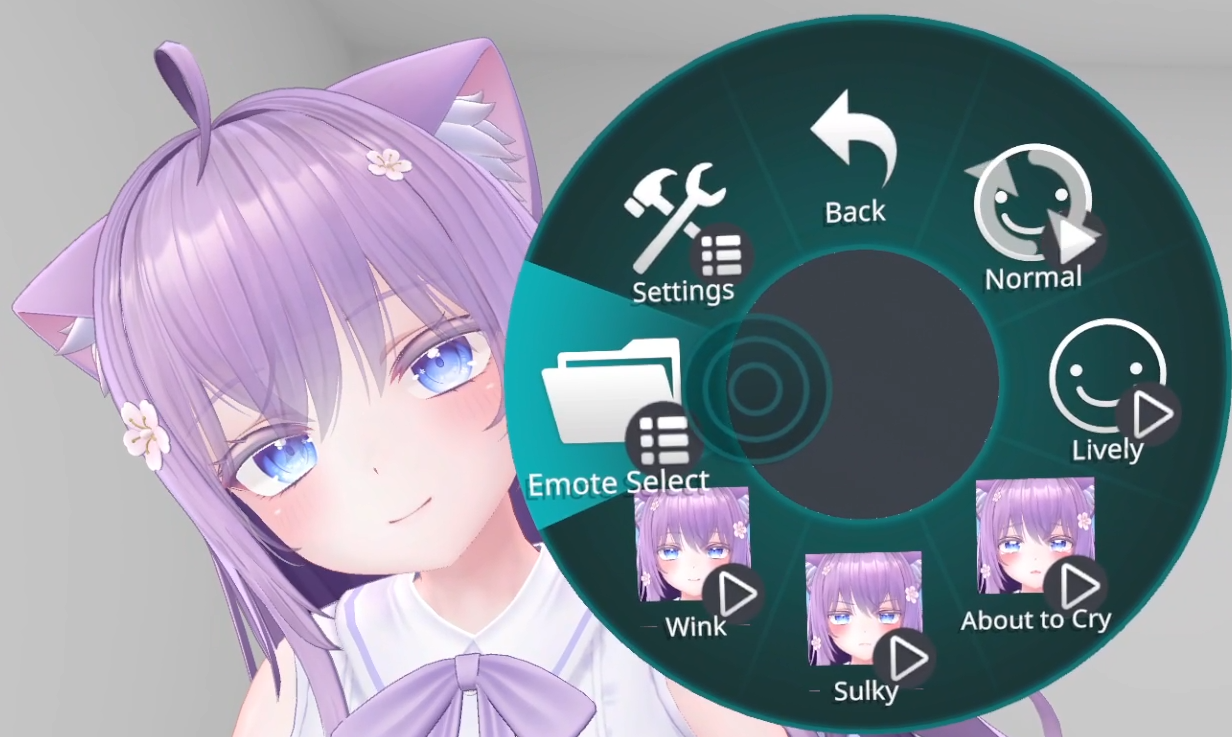 Back
Settings
Normal
Emote Select
Lively
Wink
About to Cry
Sulky